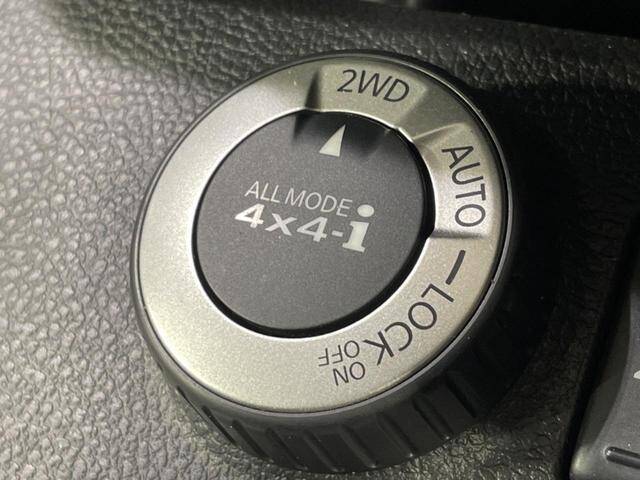 2WD
AUTO
LOCK
ON
OFF
ALL MODE
4x4-i